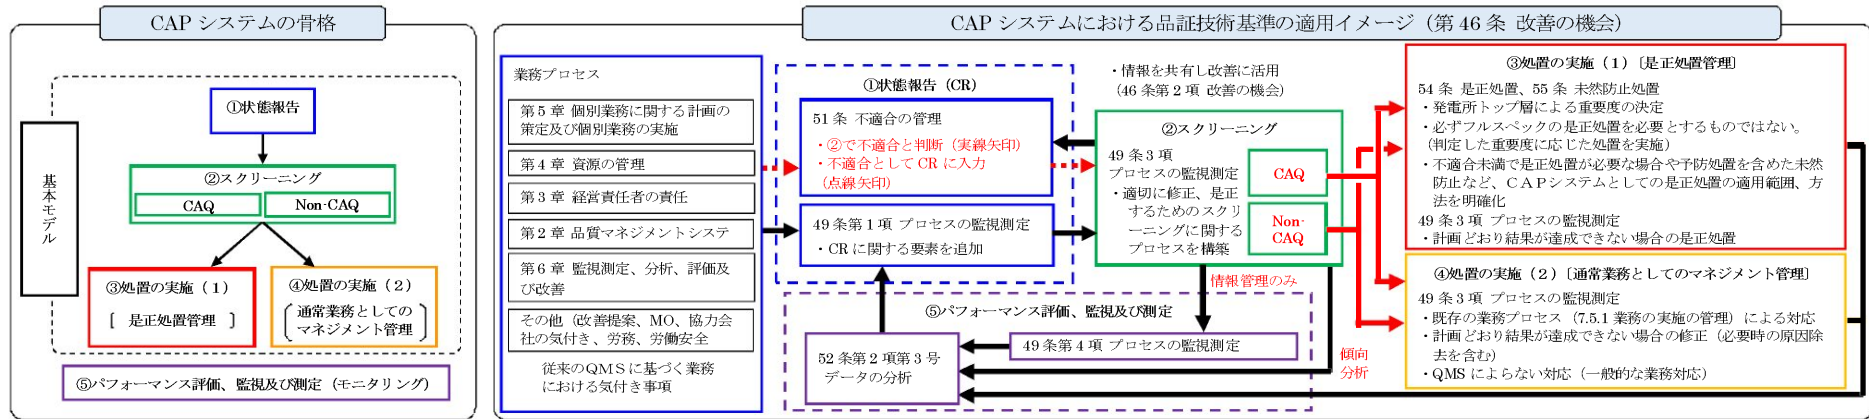 CAP システムの骨格
基本モデル
①状態報告
②スクリーニング
CAQ
Non-CAQ
③処置の実施（１）
［ 是正処置管理 ］
④処置の実施（２）
通常業務としての
マネジメント管理
⑤パフォーマンス評価、監視及び測定（モニタリング）
CAP システムにおける品証技術基準の適用イメージ（第 46 条 改善の機会）
業務プロセス
第５章 個別業務に関する計画の
策定及び個別業務の実施
第４章 資源の管理
第３章 経営責任者の責任
第２章 品質マネジメントシステ
第６章 監視測定、分析、評価及
び改善
その他（改善提案、MO、協力会
社の気付き、労務、労働安全
従来のＱＭＳに基づく業務
における気付き事項
①状態報告（CR）
51 条 不適合の管理
・②で不適合と判断（実線矢印）
・不適合として CR に入力
（点線矢印）
49 条第１項 プロセスの監視測定
・CR に関する要素を追加
・情報を共有し改善に活用
（46 条第２項 改善の機会）
②スクリーニング
49 条３項
プロセスの監視測定
・適切に修正、是正
するためのスクリ
ーニングに関する
プロセスを構築
CAQ
Non-
CAQ
情報管理のみ
⑤パフォーマンス評価、監視及び測定
49 条第４項 プロセスの監視測定
52 条第２項第３号
データの分析
傾向
分析
③処置の実施（１）〔是正処置管理〕
54 条 是正処置、55 条 未然防止処置
・発電所トップ層による重要度の決定
・必ずフルスペックの是正処置を必要とするものではない。
（判定した重要度に応じた処置を実施）
・不適合未満で是正処置が必要な場合や予防処置を含めた未然
防止など、ＣＡＰシステムとしての是正処置の適用範囲、方
法を明確化
49 条３項 プロセスの監視測定
・計画どおり結果が達成できない場合の是正処置
④処置の実施（２）〔通常業務としてのマネジメント管理〕
49 条３項 プロセスの監視測定
・既存の業務プロセス（7.5.1 業務の実施の管理）による対応
・計画どおり結果が達成できない場合の修正（必要時の原因除
去を含む）
・QMS によらない対応（一般的な業務対応）